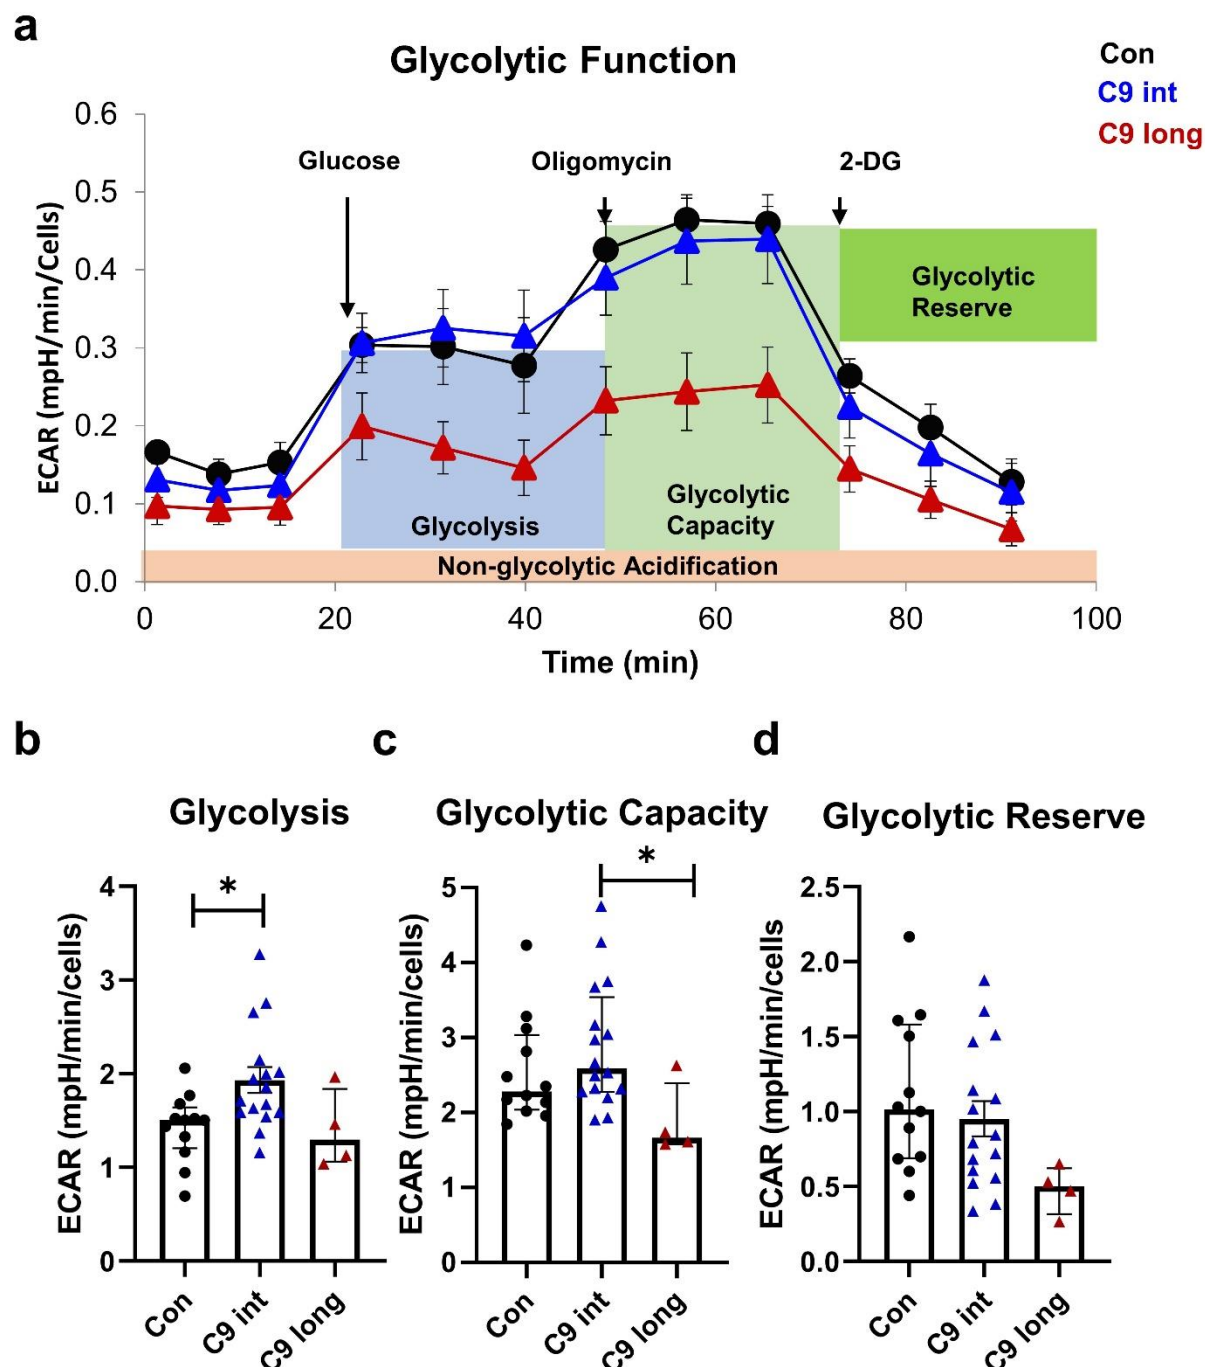 a
Glycolytic Function
Con
C9 int
C9 long
0.6
0.5
0.4
0.3
0.2
0.1
0.0
ECAR (mpH/min/Cells)
Glucose
Oligomycin
2-DG
Glycolytic
Reserve
Glycolysis
Glycolytic
Capacity
Non-glycolytic Acidification
0 20 40 60 80 100
Time (min)
b
Glycolysis
*
4
3
2
1
0
ECAR (mpH/min/cells)
Con
C9 int
C9 long
c
Glycolytic Capacity
*
5
4
3
2
1
0
ECAR (mpH/min/cells)
Con
C9 int
C9 long
d
Glycolytic Reserve
2.5
2.0
1.5
1.0
0.5
0.0
ECAR (mpH/min/cells
Con
C9 int
C9 long